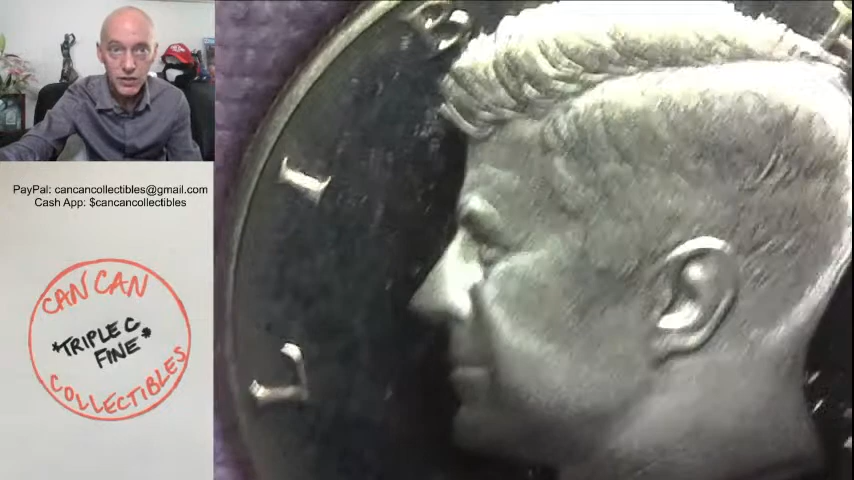 PayPal: cancancollectibles@gmail.com
Cash App: $cancancollectibles
CAN CAN
*TRIPLE C
FINE*
COLLECTIBLES
I
L
B